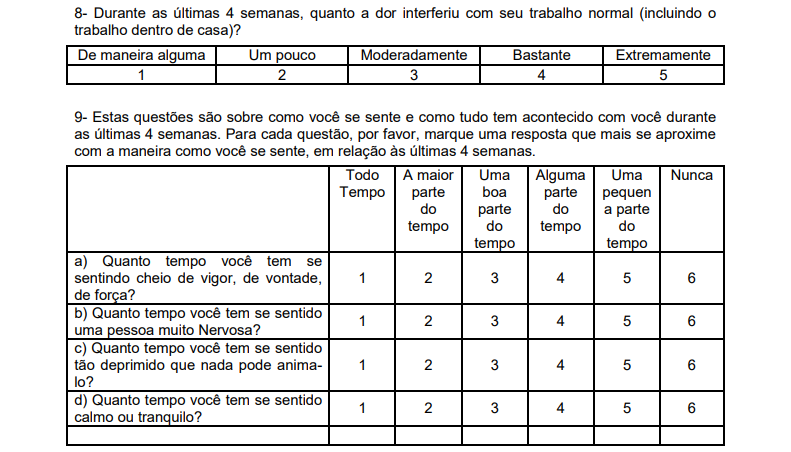 8- Durante as últimas 4 semanas, quanto a dor interferiu com seu trabalho normal (incluindo o
trabalho dentro de casa)?
De maneira alguma Um pouco Moderadamente Bastante Extremamente
1 2 3 4 5
9- Estas questões são sobre como você se sente e como tudo tem acontecido com você durante
as últimas 4 semanas. Para cada questão, por favor, marque uma resposta que mais se aproxime
com a maneira como você se sente, em relação às últimas 4 semanas.
Todo
Tempo
A maior
parte
do
tempo
Uma
boa
parte
do
tempo
Alguma
parte
do
tempo
Uma
pequen
a parte
do
tempo
Nunca
a) Quanto tempo você tem se
sentindo cheio de vigor, de vontade,
de força?
1 2 3 4 5 6
b) Quanto tempo você tem se sentido
uma pessoa muito Nervosa?
1 2 3 4 5 6
c) Quanto tempo você tem se sentido
tão deprimido que nada pode anima-
lo?
1 2 3 4 5 6
d) Quanto tempo você tem se sentido
calmo ou tranquilo?
1 2 3 4 5 6